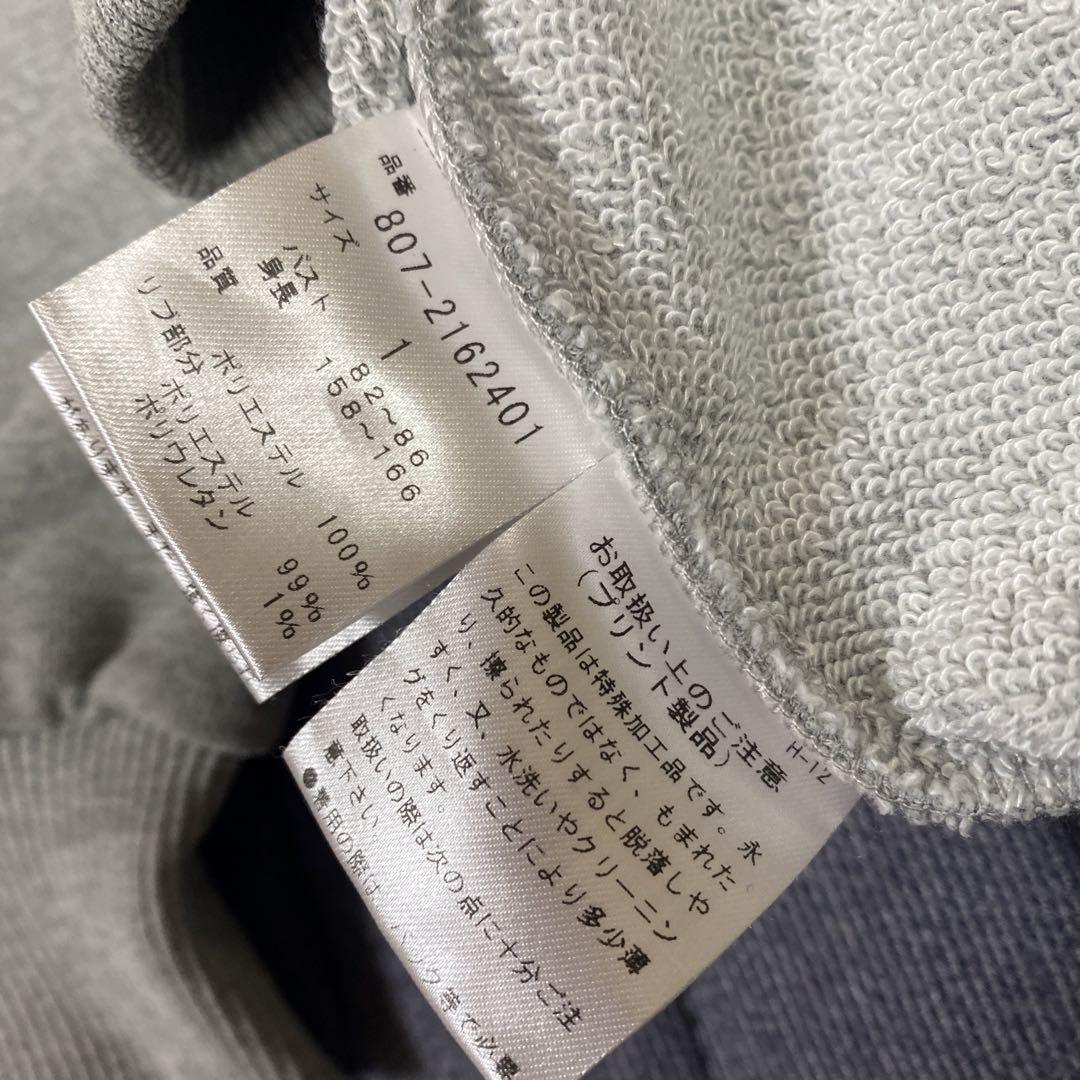 品番 807-2162401
サイズ 1
バスト 82~86
身長 158~166
品質 ポリエステル 100%
リブ部分 ポリエステル 99%
ポリウレタン 1%
お取扱い上のご注意
(プリント製品)
この製品は特殊加工品です。永
久的なものではなく、もまれた
り、擦られたりすると脱落しや
すく、又、水洗いやクリーニン
グをくり返すことにより多少薄
くなります。
取扱いの際は次の点に十分ご注
意下さい。
着用の際は
H-12